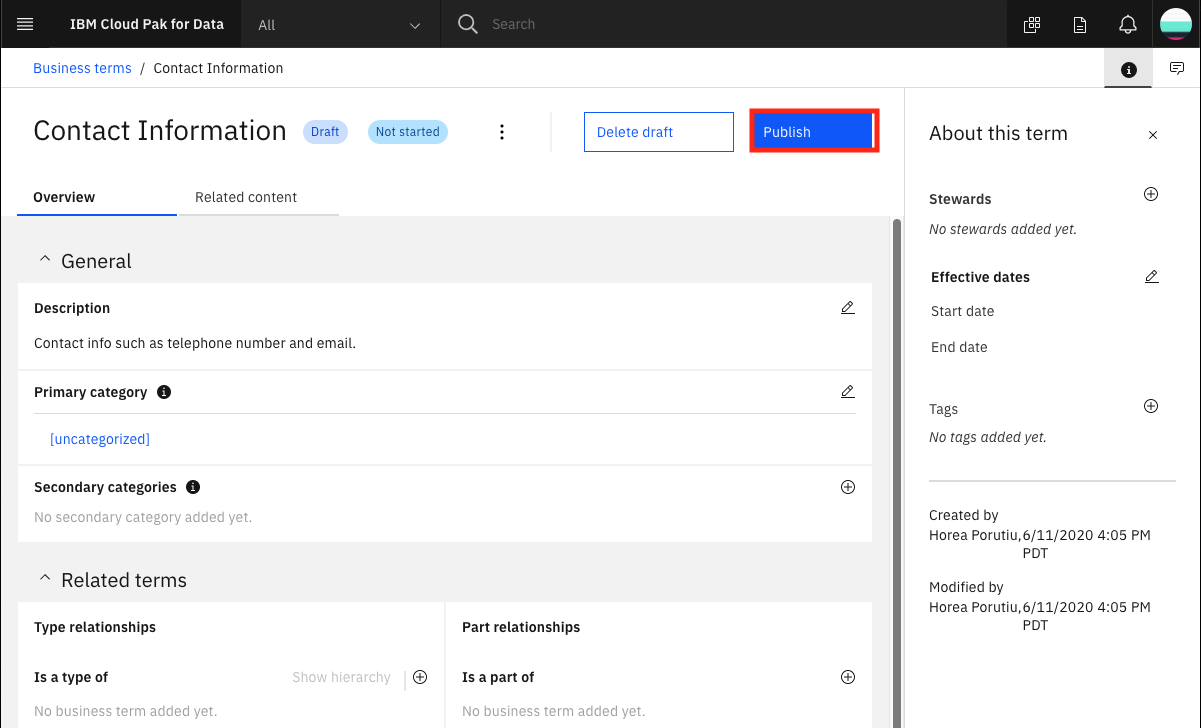 IBM Cloud Pak for Data
All
Search
Business terms / Contact Information
Contact Information
Draft
Not started
Delete draft
Publish
Overview
Related content
General
Description
Contact info such as telephone number and email.
Primary category
[uncategorized]
Secondary categories
No secondary category added yet.
Related terms
Type relationships
Is a type of
Show hierarchy
No business term added yet.
Part relationships
Is a part of
No business term added yet.
About this term
Stewards
No stewards added yet.
Effective dates
Start date
End date
Tags
No tags added yet.
Created by
Horea Porutiu, 6/11/2020 4:05 PM
PDT
Modified by
Horea Porutiu, 6/11/2020 4:05 PM
PDT